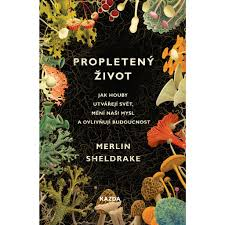 PROPLETENÝ
ŽIVOT
JAK HOUBY
UTVÁŘEJÍ SVĚT,
MĚNÍ NAŠI MYSL
A OVLIVŇUJÍ BUDOUCNOST
MERLIN
SHELDRAKE
KAZDA